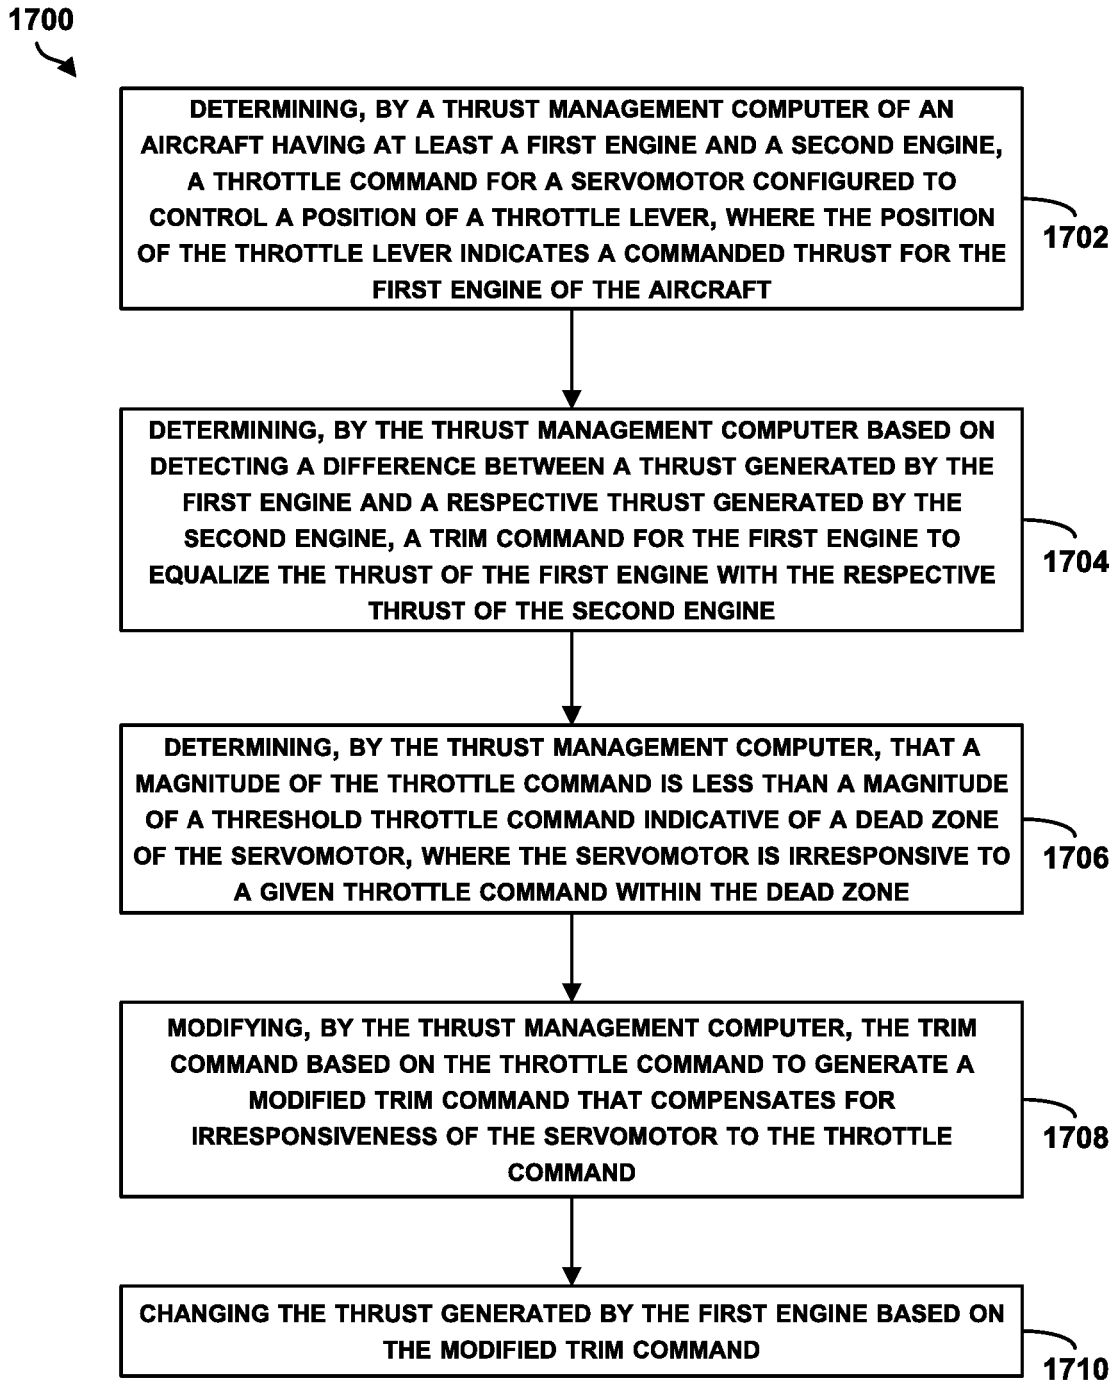 1700
DETERMINING, BY A THRUST MANAGEMENT COMPUTER OF AN
AIRCRAFT HAVING AT LEAST A FIRST ENGINE AND A SECOND ENGINE,
A THROTTLE COMMAND FOR A SERVOMOTOR CONFIGURED TO
CONTROL A POSITION OF A THROTTLE LEVER, WHERE THE POSITION
OF THE THROTTLE LEVER INDICATES A COMMANDED THRUST FOR THE
FIRST ENGINE OF THE AIRCRAFT
1702
DETERMINING, BY THE THRUST MANAGEMENT COMPUTER BASED ON
DETECTING A DIFFERENCE BETWEEN A THRUST GENERATED BY THE
FIRST ENGINE AND A RESPECTIVE THRUST GENERATED BY THE
SECOND ENGINE, A TRIM COMMAND FOR THE FIRST ENGINE TO
EQUALIZE THE THRUST OF THE FIRST ENGINE WITH THE RESPECTIVE
THRUST OF THE SECOND ENGINE
1704
DETERMINING, BY THE THRUST MANAGEMENT COMPUTER, THAT A
MAGNITUDE OF THE THROTTLE COMMAND IS LESS THAN A MAGNITUDE
OF A THRESHOLD THROTTLE COMMAND INDICATIVE OF A DEAD ZONE
OF THE SERVOMOTOR, WHERE THE SERVOMOTOR IS IRRESPONSIVE TO
A GIVEN THROTTLE COMMAND WITHIN THE DEAD ZONE
1706
MODIFYING, BY THE THRUST MANAGEMENT COMPUTER, THE TRIM
COMMAND BASED ON THE THROTTLE COMMAND TO GENERATE A
MODIFIED TRIM COMMAND THAT COMPENSATES FOR
IRRESPONSIVENESS OF THE SERVOMOTOR TO THE THROTTLE
COMMAND
1708
CHANGING THE THRUST GENERATED BY THE FIRST ENGINE BASED ON
THE MODIFIED TRIM COMMAND
1710